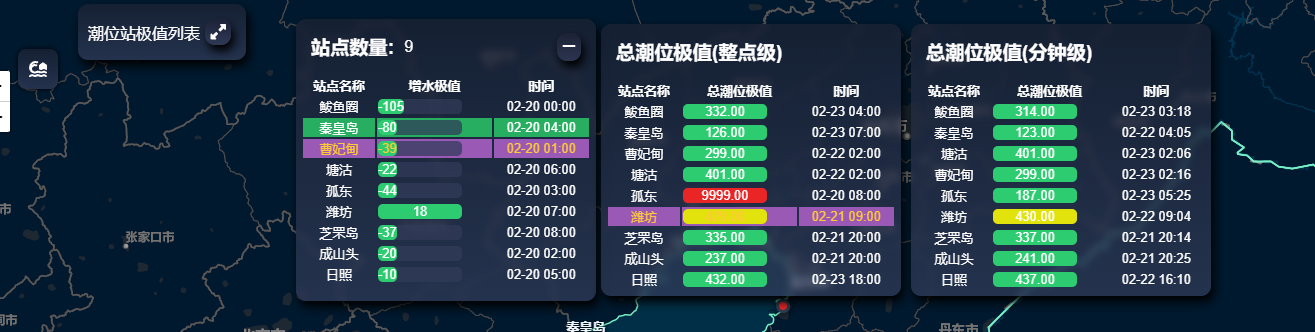 潮位站极值列表
站点数量: 9
站点名称 增水极值 时间
鲅鱼圈 -105 02-20 00:00
秦皇岛 -80 02-20 04:00
曹妃甸 -39 02-20 01:00
塘沽 -22 02-20 06:00
孤东 -44 02-20 03:00
潍坊 18 02-20 07:00
芝罘岛 -37 02-20 08:00
成山头 -20 02-20 02:00
日照 -10 02-20 05:00
总潮位极值(整点级)
站点名称 总潮位极值 时间
鲅鱼圈 332.00 02-23 04:00
秦皇岛 126.00 02-23 07:00
曹妃甸 299.00 02-22 02:00
塘沽 401.00 02-22 02:00
孤东 9999.00 02-20 08:00
潍坊 02-21 09:00
芝罘岛 335.00 02-21 20:00
成山头 237.00 02-21 20:00
日照 432.00 02-23 18:00
总潮位极值(分钟级)
站点名称 总潮位极值 时间
鲅鱼圈 314.00 02-23 03:18
秦皇岛 123.00 02-22 04:05
塘沽 401.00 02-23 02:06
曹妃甸 299.00 02-23 02:16
孤东 187.00 02-23 05:25
潍坊 430.00 02-22 09:04
芝罘岛 337.00 02-21 20:14
成山头 241.00 02-21 20:25
日照 437.00 02-22 16:10
张家口市
秦皇岛
丹东市